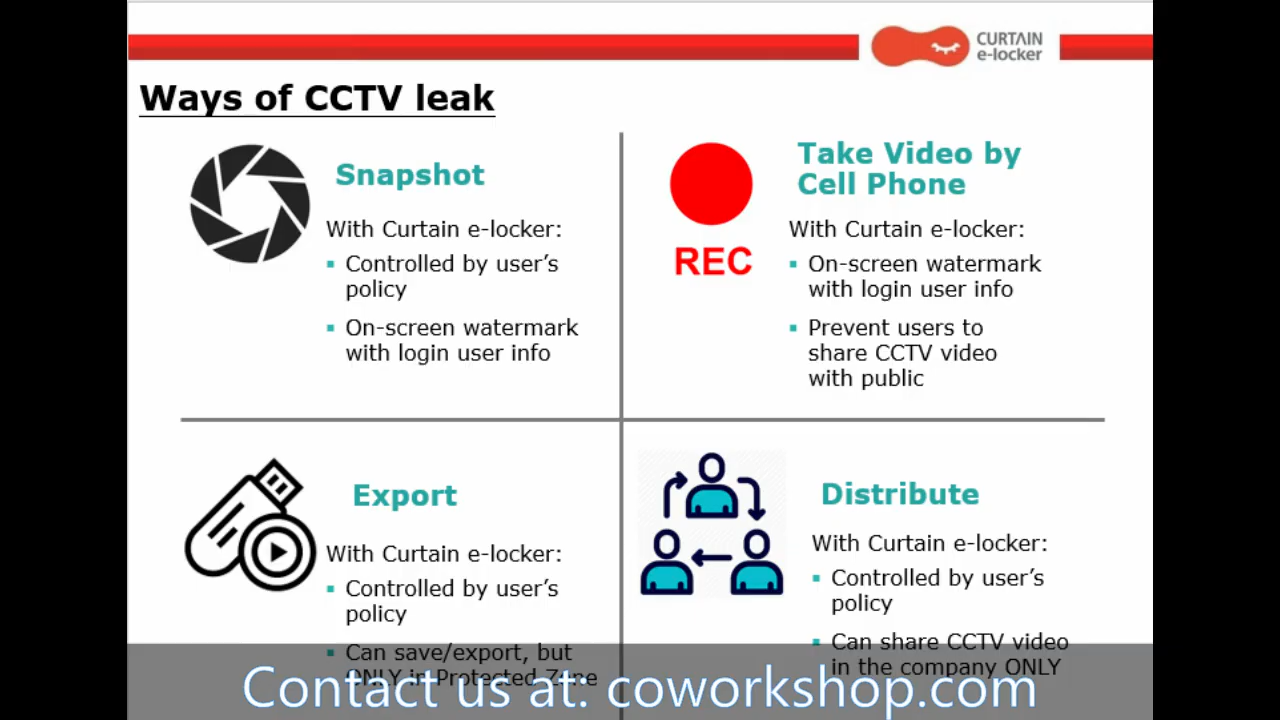 CURTAIN
e-locker
Ways of CCTV leak
Snapshot
With Curtain e-locker:
Controlled by user's
policy
On-screen watermark
with login user info
Take Video by
Cell Phone
REC
With Curtain e-locker:
On-screen watermark
with login user info
Prevent users to
share CCTV video
with public
Export
With Curtain e-locker:
Controlled by user's
policy
Can save/export, but
ONLY in Protected Zone
Distribute
With Curtain e-locker:
Controlled by user's
policy
Can share CCTV video
in the company ONLY
Contact us at: coworkshop.com